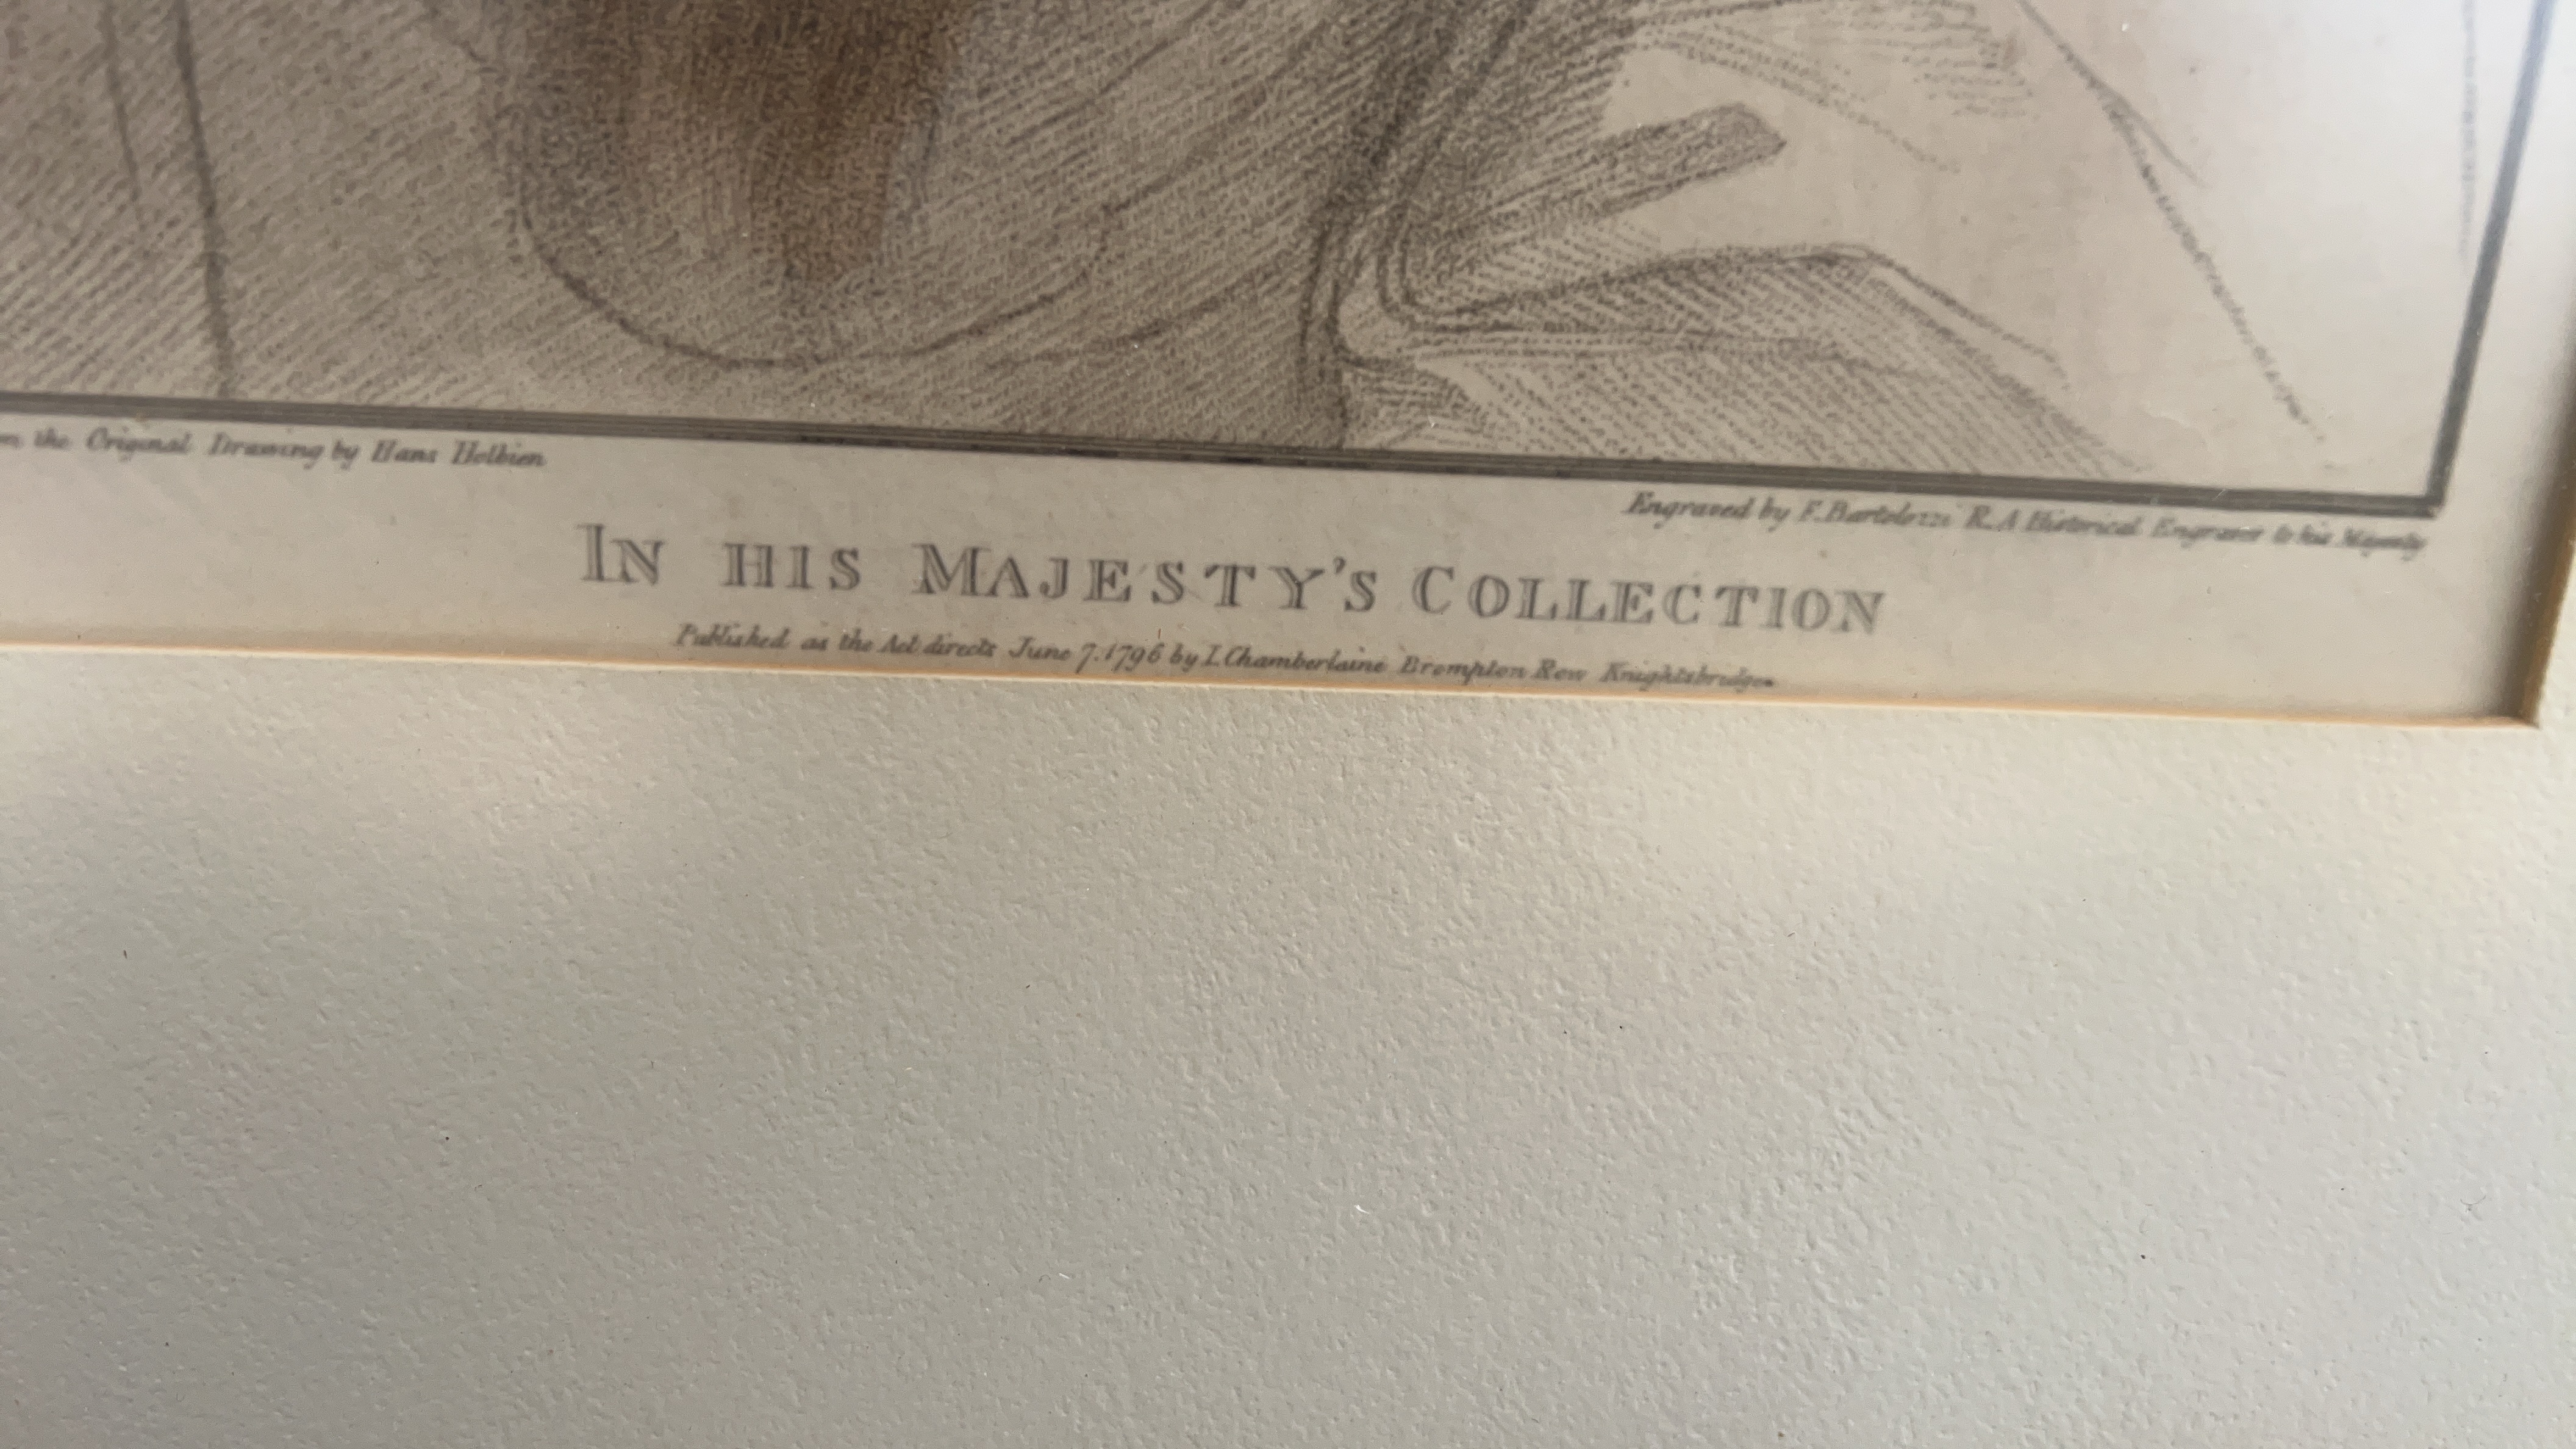 the Original Drawing by Hans Holbien
Engraved by F. Bartolozzi R. A Historical Engraver to his Majesty
IN HIS MAJESTY'S COLLECTION
Published as the Act directs June 7. 1796 by I. Chamberlaine Brompton Row Knightsbridge